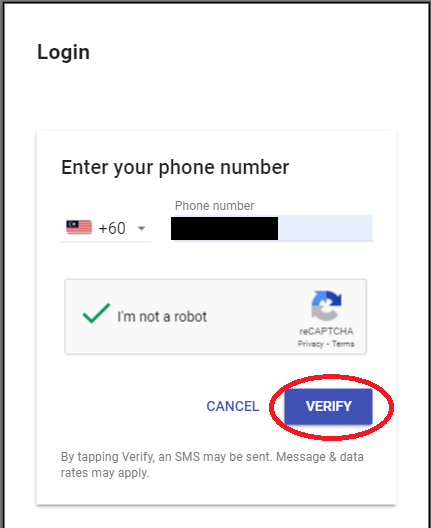 Login
Enter your phone number
Phone number
+60
I'm not a robot
reCAPTCHA
Privacy - Terms
CANCEL
VERIFY
By tapping Verify, an SMS may be sent. Message & data
rates may apply.